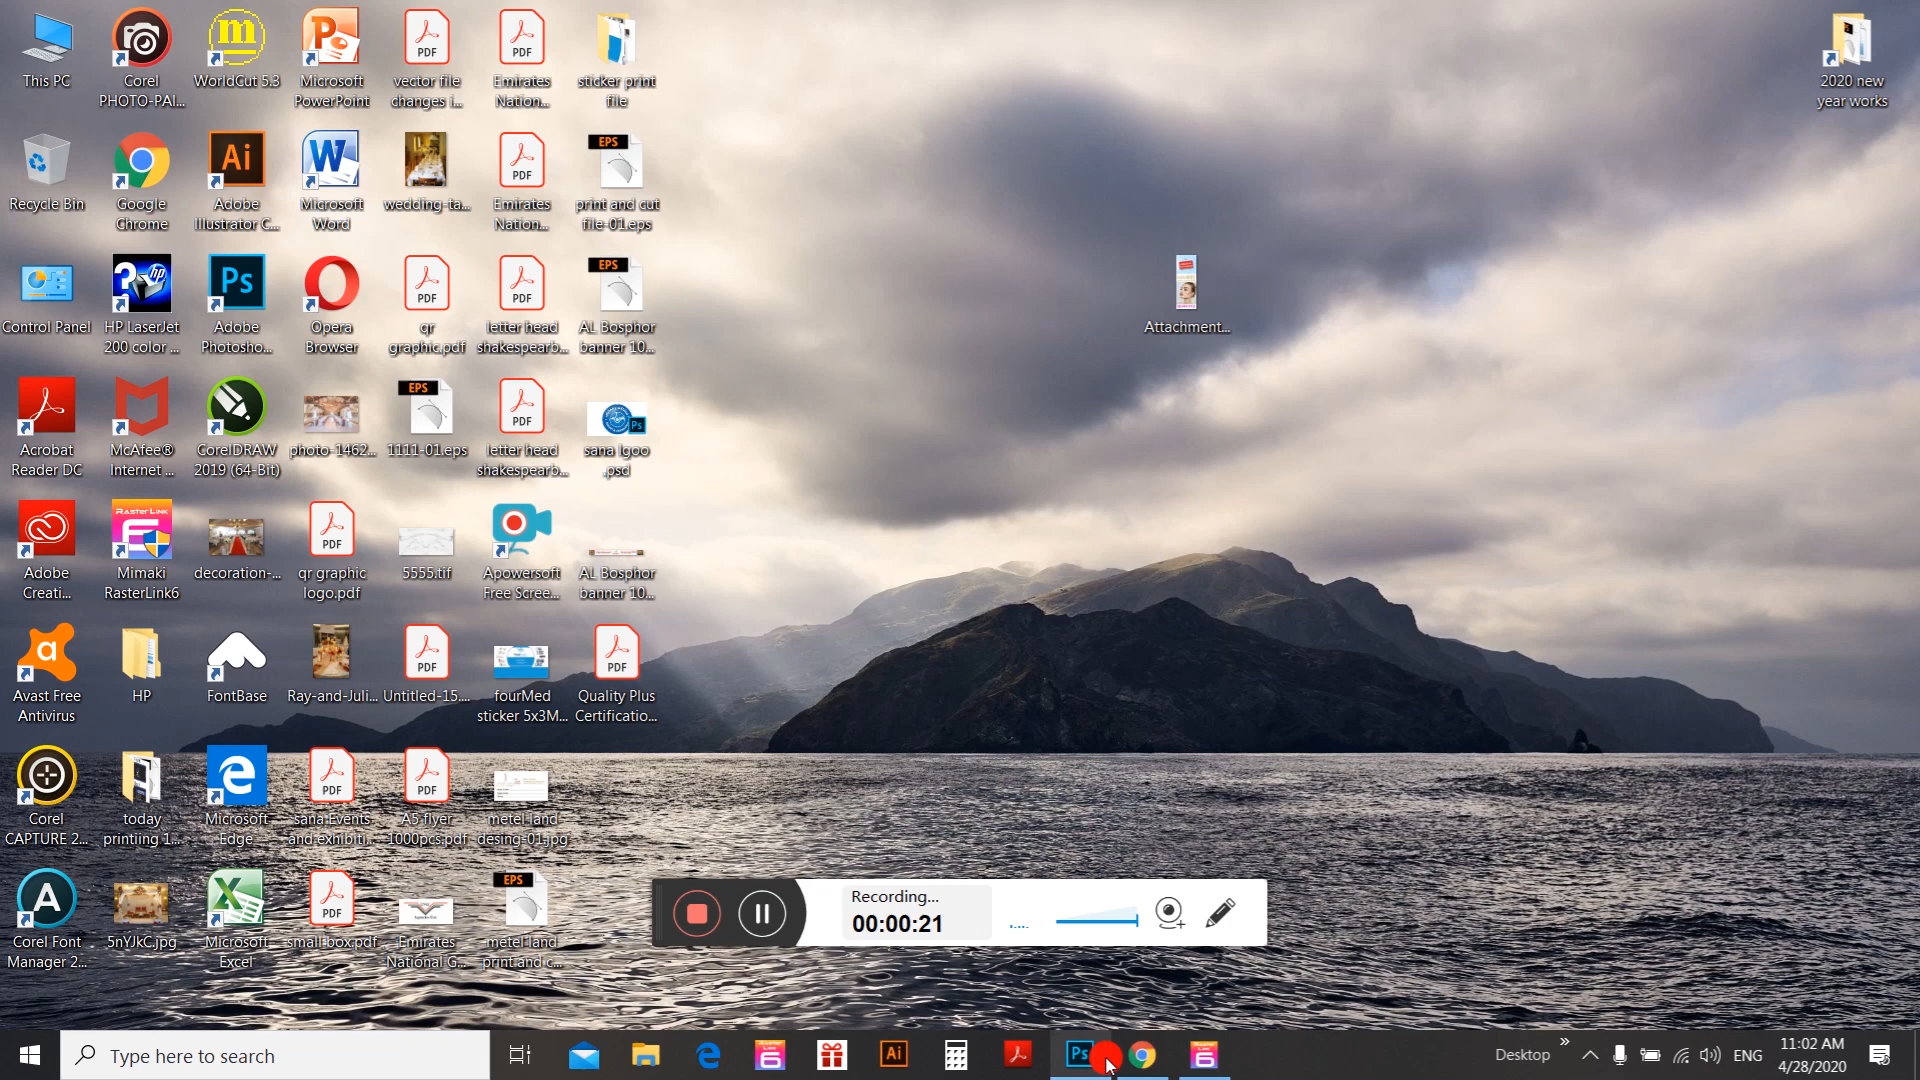 This PC
Corel
PHOTO-PAI...
WorldCut 5.3
Microsoft
PowerPoint
vector file
changes i...
Emirates
Nation...
sticker print
file
2020 new
year works
Recycle Bin
Google
Chrome
Adobe
Illustrator C...
Microsoft
Word
wedding-ta...
Emirates
Nation...
print and cut
file-01.eps
Control Panel
HP LaserJet
200 color ...
Adobe
Photosho...
Opera
Browser
qr
graphic.pdf
letter head
shakespearb...
AL Bosphor
banner 10...
Attachment...
Acrobat
Reader DC
McAfee®
Internet ...
CorelDRAW
2019 (64-Bit)
photo-1462...
1111-01.eps
letter head
shakespearb...
sana lgoo
.psd
Adobe
Creati...
Mimaki
RasterLink6
decoration-...
qr graphic
logo.pdf
5555.tif
Apowersoft
Free Scree...
AL Bosphor
banner 10...
Avast Free
Antivirus
HP
FontBase
Ray-and-Juli...
Untitled-15....
fourMed
sticker 5x3M...
Quality Plus
Certificatio...
Corel
CAPTURE 2...
today
printiing 1...
Microsoft
Edge
sana Events
and exhibiti...
A5 flyer
1000pcs.pdf
metel land
desing-01.jpg
Corel Font
Manager 2...
5nYJkC.jpg
Microsoft
Excel
small box.pdf
Emirates
National G...
metel land
print and c...
Recording...
00:00:21
Type here to search
Desktop
ENG
11:02 AM
4/28/2020